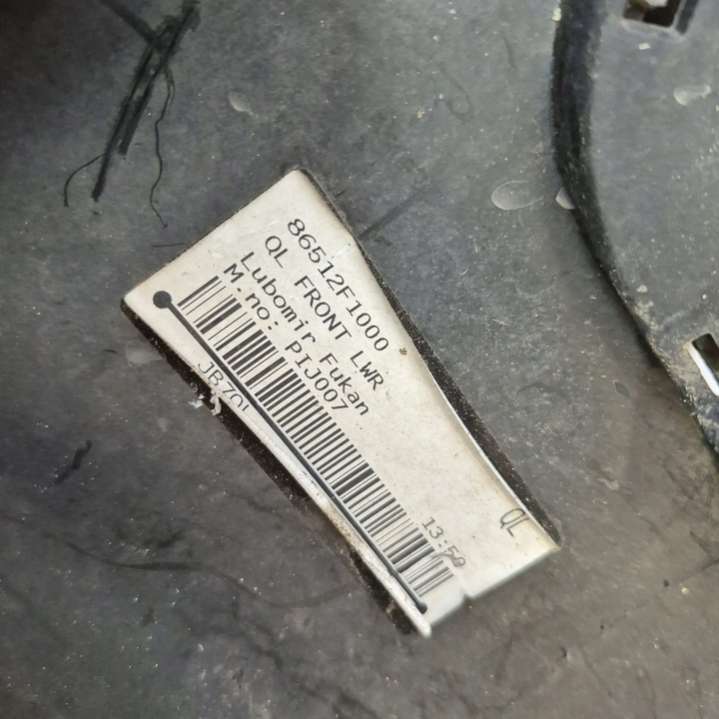 86512F1000
QL FRONT LWR
Lubomir Fukan
M.no: PIJ007
13:50
QL